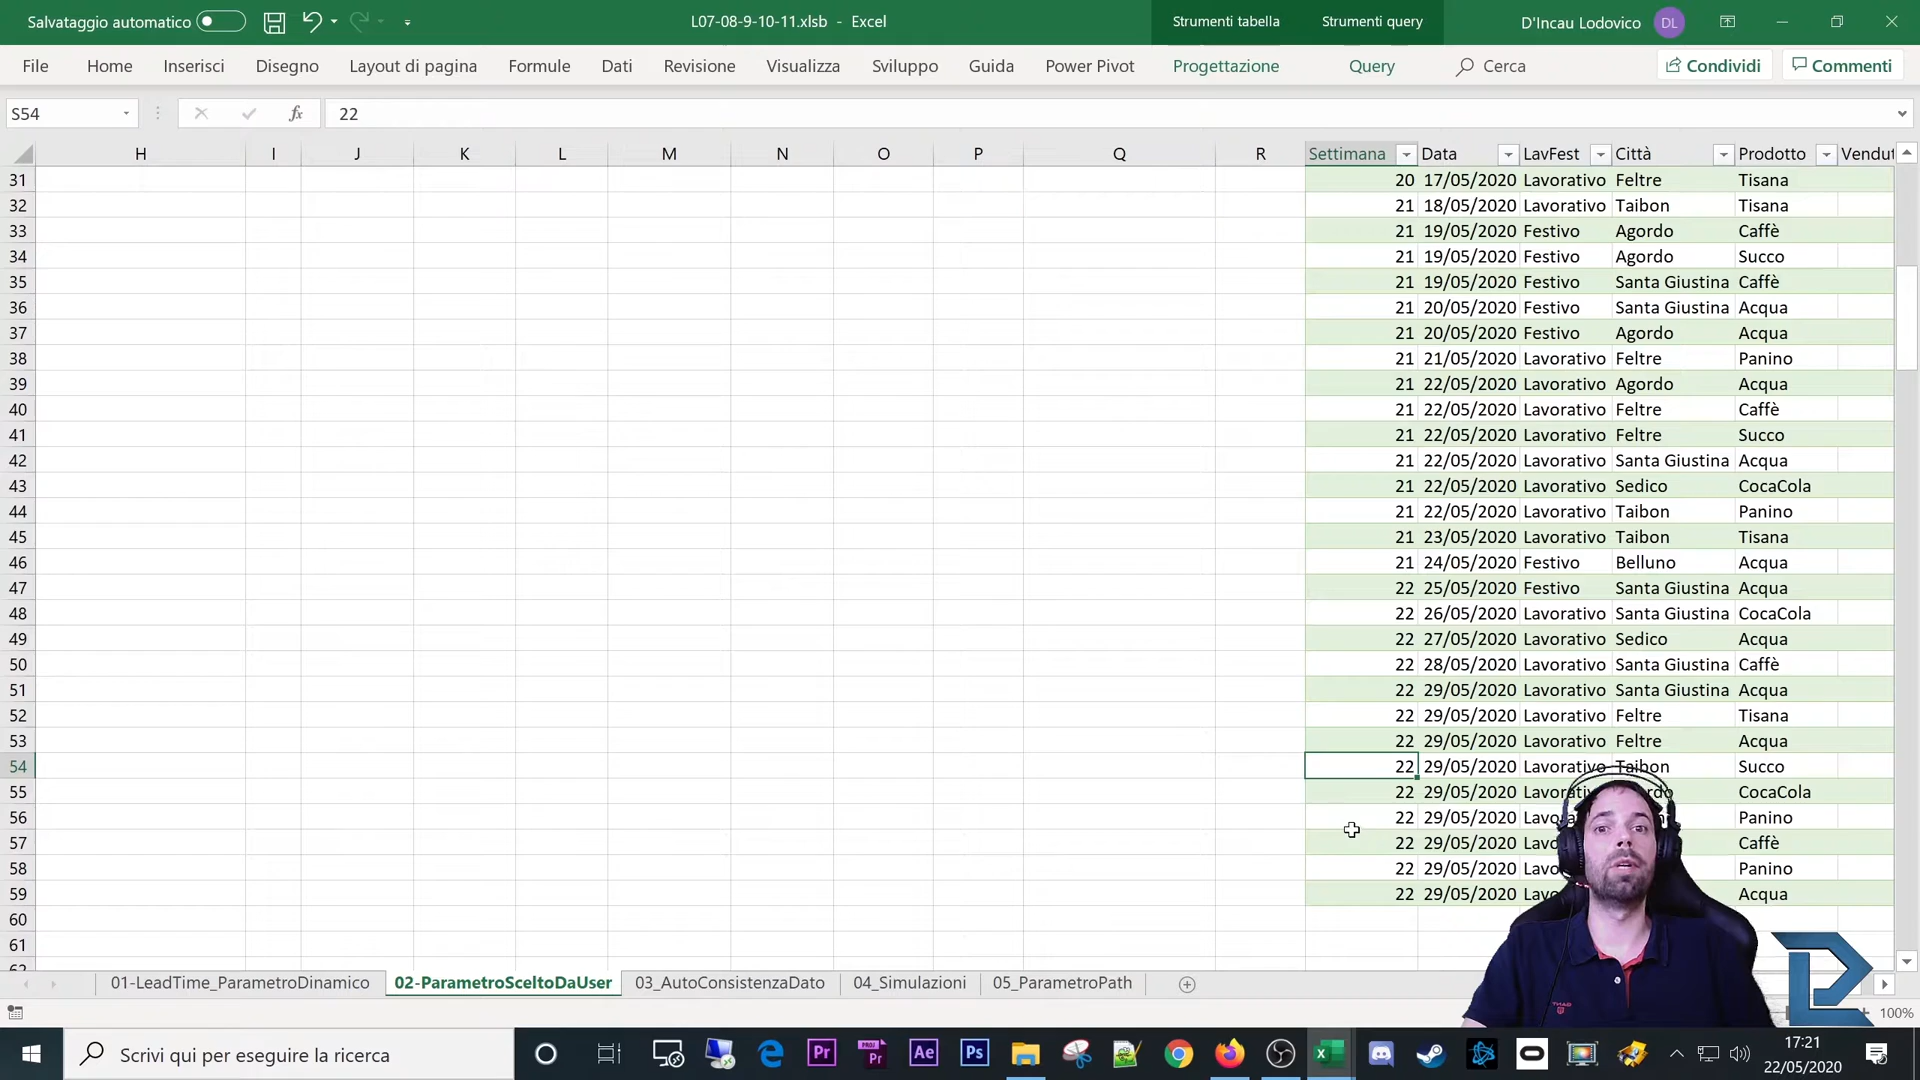 Salvataggio automatico
L07-08-9-10-11.xlsb - Excel
Strumenti tabella
Strumenti query
D'Incau Lodovico
DL
File Home Inserisci Disegno Layout di pagina Formule Dati Revisione Visualizza Sviluppo Guida Power Pivot Progettazione Query Cerca Condividi Commenti
S54 fx 22
H I J K L M N O P Q R Settimana Data LavFest Città Prodotto Vendut
31 20 17/05/2020 Lavorativo Feltre Tisana
32 21 18/05/2020 Lavorativo Taibon Tisana
33 21 19/05/2020 Festivo Agordo Caffè
34 21 19/05/2020 Festivo Agordo Succo
35 21 19/05/2020 Festivo Santa Giustina Caffè
36 21 20/05/2020 Festivo Santa Giustina Acqua
37 21 20/05/2020 Festivo Agordo Acqua
38 21 21/05/2020 Lavorativo Feltre Panino
39 21 22/05/2020 Lavorativo Agordo Acqua
40 21 22/05/2020 Lavorativo Feltre Caffè
41 21 22/05/2020 Lavorativo Feltre Succo
42 21 22/05/2020 Lavorativo Santa Giustina Acqua
43 21 22/05/2020 Lavorativo Sedico CocaCola
44 21 22/05/2020 Lavorativo Taibon Panino
45 21 23/05/2020 Lavorativo Taibon Tisana
46 21 24/05/2020 Festivo Belluno Acqua
47 22 25/05/2020 Festivo Santa Giustina Acqua
48 22 26/05/2020 Lavorativo Santa Giustina CocaCola
49 22 27/05/2020 Lavorativo Sedico Acqua
50 22 28/05/2020 Lavorativo Santa Giustina Caffè
51 22 29/05/2020 Lavorativo Santa Giustina Acqua
52 22 29/05/2020 Lavorativo Feltre Tisana
53 22 29/05/2020 Lavorativo Feltre Acqua
54 22 29/05/2020 Lavorativo Taibon Succo
55 22 29/05/2020 CocaCola
56 22 29/05/2020 Panino
57 22 29/05/2020 Caffè
58 22 29/05/2020 Panino
59 22 29/05/2020 Acqua
60
61
01-LeadTime_ParametroDinamico 02-ParametroSceltoDaUser 03_AutoConsistenzaDato 04_Simulazioni 05_ParametroPath
100%
Scrivi qui per eseguire la ricerca
Pr
PROJ Pr
Ae
Ps
17:21
22/05/2020